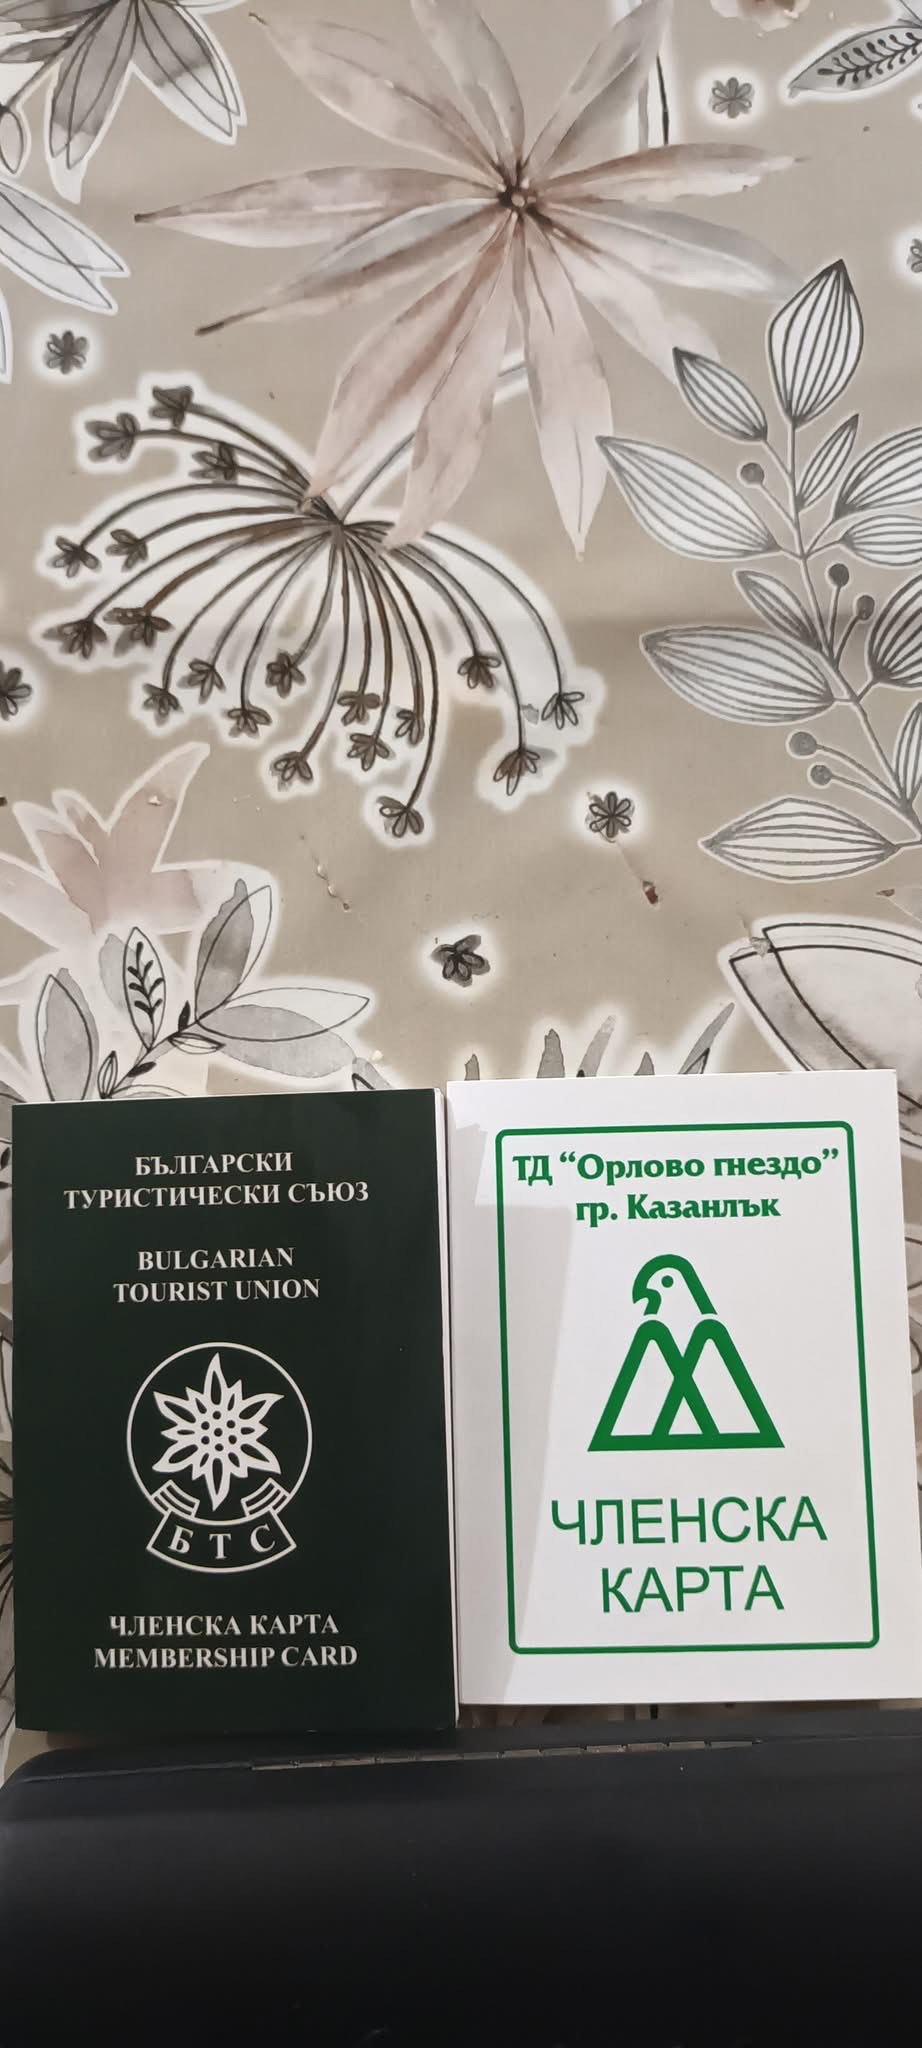 БЪЛГАРСКИ
ТУРИСТИЧЕСКИ СЪЮЗ
BULGARIAN
TOURIST UNION
БТС
ЧЛЕНСКА КАРТА
MEMBERSHIP CARD
ТД “Орлово гнездо”
гр. Казанлък
ЧЛЕНСКА
КАРТА